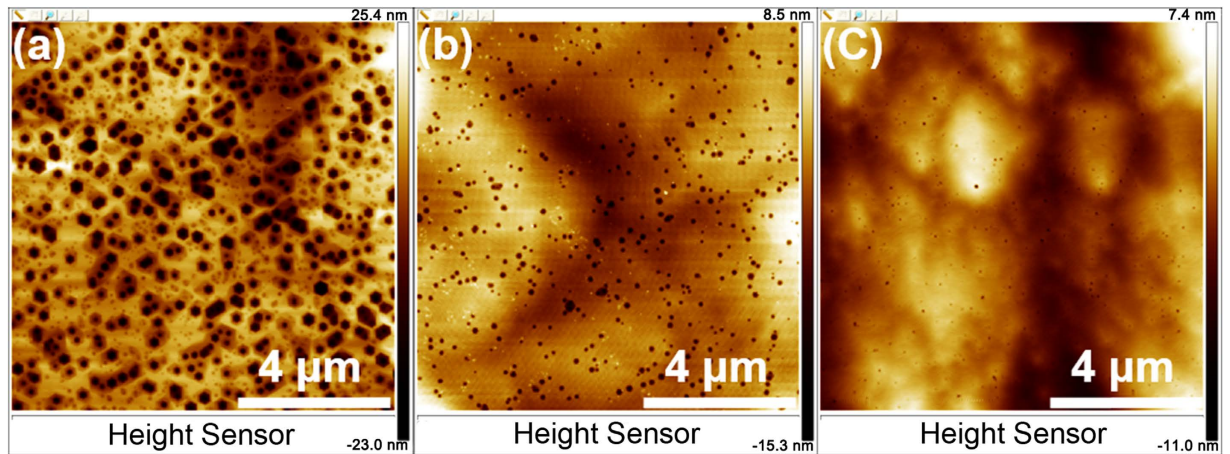 25.4 nm
8.5 nm
7.4 nm
(a)
(b)
(C)
4 µm
4 µm
4 µm
Height Sensor
-23.0 nm
Height Sensor
-15.3 nm
Height Sensor
-11.0 nm